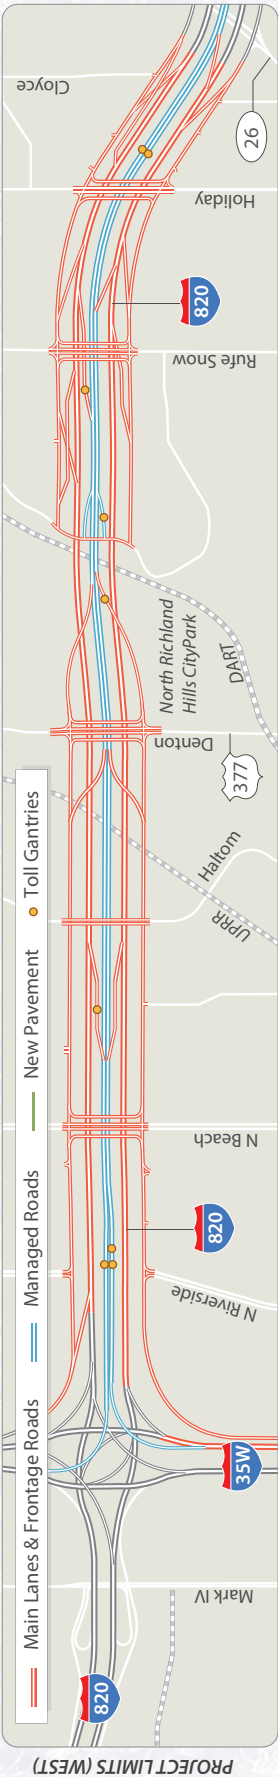 PROJECT LIMITS (WEST)
Main Lanes & Frontage Roads
Managed Roads
New Pavement
Toll Gantries
820
Mark IV
35W
N Riverside
820
N Beach
UPRR
Haltom
377
Denton
DART
North Richland
Hills CityPark
Rufe Snow
820
Holiday
26
Cloyce